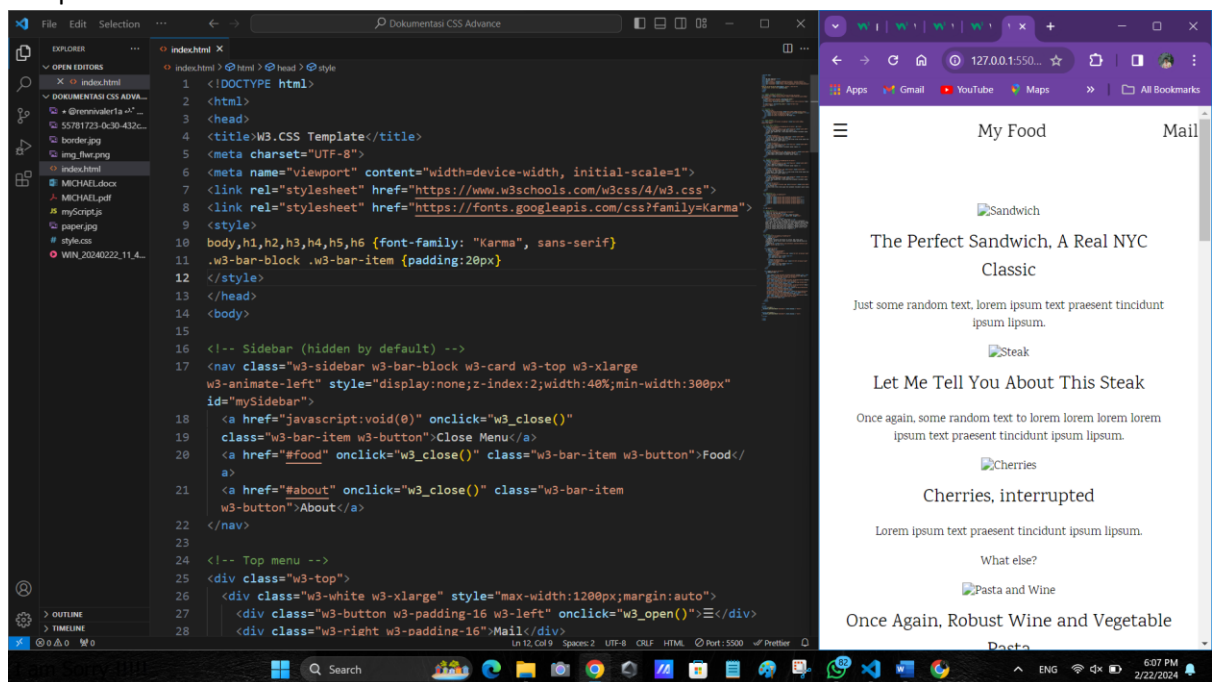 File Edit Selection ···
Dokumentasi CSS Advance
EXPLORER ···
OPEN EDITORS
index.html
DOKUMENTASI CSS ADVA...
+ @rennivaler1a
55781723-0c30-432c...
border.jpg
img_flwr.png
index.html
MICHAEL.docx
MICHAEL.pdf
myScript.js
paper.jpg
style.css
WIN_20240222_11_4...
OUTLINE
TIMELINE
index.html
index.html > html > head > style
1 <!DOCTYPE html>
2 <html>
3 <head>
4 <title>W3.CSS Template</title>
5 <meta charset="UTF-8">
6 <meta name="viewport" content="width=device-width, initial-scale=1">
7 <link rel="stylesheet" href="https://www.w3schools.com/w3css/4/w3.css">
8 <link rel="stylesheet" href="https://fonts.googleapis.com/css?family=Karma">
9 <style>
10 body,h1,h2,h3,h4,h5,h6 {font-family: "Karma", sans-serif}
11 .w3-bar-block .w3-bar-item {padding:20px}
12 </style>
13 </head>
14 <body>
15
16 <!-- Sidebar (hidden by default) -->
17 <nav class="w3-sidebar w3-bar-block w3-card w3-top w3-xlarge
w3-animate-left" style="display:none;z-index:2;width:40%;min-width:300px"
id="mySidebar">
18 <a href="javascript:void(0)" onclick="w3_close()"
19 class="w3-bar-item w3-button">Close Menu</a>
20 <a href="#food" onclick="w3_close()" class="w3-bar-item w3-button">Food</
a>
21 <a href="#about" onclick="w3_close()" class="w3-bar-item
w3-button">About</a>
22 </nav>
23
24 <!-- Top menu -->
25 <div class="w3-top">
26 <div class="w3-white w3-xlarge" style="max-width:1200px;margin:auto">
27 <div class="w3-button w3-padding-16 w3-left" onclick="w3_open()">☰</div>
28 <div class="w3-right w3-padding-16">Mail</div>
0 0 0 Ln 12, Col 9 Spaces: 2 UTF-8 CRLF HTML Port : 5500 Prettier
127.0.0.1:550...
Apps Gmail YouTube Maps » All Bookmarks
☰ My Food Mail
Sandwich
The Perfect Sandwich, A Real NYC
Classic
Just some random text, lorem ipsum text praesent tincidunt
ipsum lipsum.
Steak
Let Me Tell You About This Steak
Once again, some random text to lorem lorem lorem lorem
ipsum text praesent tincidunt ipsum lipsum.
Cherries
Cherries, interrupted
Lorem ipsum text praesent tincidunt ipsum lipsum.
What else?
Pasta and Wine
Once Again, Robust Wine and Vegetable
Pasta
Search
82
ENG
6:07 PM
2/22/2024